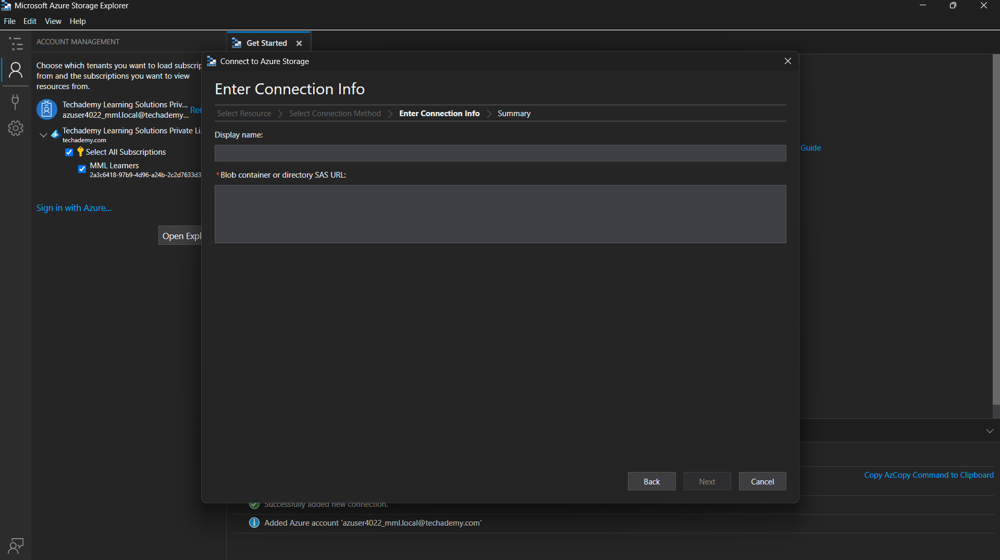 Microsoft Azure Storage Explorer
File Edit View Help
ACCOUNT MANAGEMENT
Get Started
Choose which tenants you want to load subscrip
from and the subscriptions you want to view
resources from.
Techademy Learning Solutions Priv...
azuser4022_mml.local@techademy...
Rer
Techademy Learning Solutions Private Li.
techademy.com
Select All Subscriptions
MML Learners
2a3c6418-97b9-4d96-a24b-2c2d7633d3
Sign in with Azure...
Open Expl
Connect to Azure Storage
Enter Connection Info
Select Resource > Select Connection Method > Enter Connection Info > Summary
Display name:
* Blob container or directory SAS URL:
Back Next Cancel
Guide
Copy AzCopy Command to Clipboard
Successfully added new connection.
Added Azure account 'azuser4022_mml.local@techademy.com'